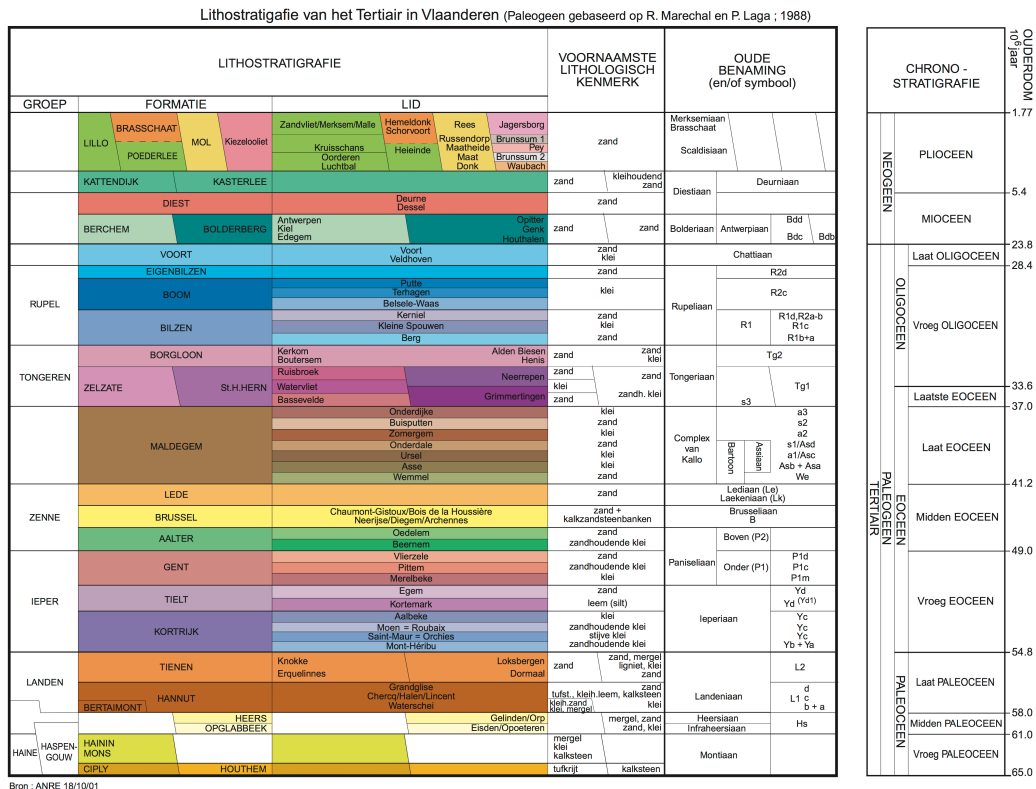 Lithostratigafie van het Tertiair in Vlaanderen (Paleogeen gebaseerd op R. Marechal en P. Laga ; 1988)
LITHOSTRATIGRAFIE
VOORNAAMSTE
LITHOLOGISCH
KENMERK
OUDE
BENAMING
(en/of symbool)
GROEP
FORMATIE
LID
LILLO
BRASSCHAAT
POEDERLEE
MOL
Kiezelooliet
Zandvliet/Merksem/Malle
Kruisschans
Oorderen
Luchtbal
Hemeldonk
Schorvoort
Heieinde
Rees
Russendorp
Maatheide
Maat
Donk
Jagersborg
Brunssum 1
Pey
Brunssum 2
Waubach
zand
Merksemiaan
Brasschaat
Scaldisiaan
KATTENDIJK
KASTERLEE
zand
kleihoudend
zand
Diestiaan
Deurniaan
DIEST
Deurne
Dessel
zand
BERCHEM
BOLDERBERG
Antwerpen
Kiel
Edegem
Opitter
Genk
Houthalen
zand
zand
Bolderiaan
Antwerpiaan
Bdd
Bdc
Bdb
VOORT
Voort
Veldhoven
zand
klei
Chattiaan
RUPEL
EIGENBILZEN
zand
Rupeliaan
R2d
BOOM
Putte
Terhagen
Belsele-Waas
klei
R2c
BILZEN
Kerniel
Kleine Spouwen
Berg
zand
klei
zand
R1
R1d,R2a-b
R1c
R1b+a
TONGEREN
BORGLOON
Kerkom
Boutersem
Alden Biesen
Henis
zand
zand
klei
Tongeriaan
Tg2
ZELZATE
St.H.HERN
Ruisbroek
Watervliet
Bassevelde
Neerrepen
Grimmertingen
zand
klei
zand
zand
zandh. klei
Tg1
s3
MALDEGEM
Onderdijke
Buisputten
Zomergem
Onderdale
Ursel
Asse
Wemmel
klei
zand
klei
zand
klei
klei
zand
Complex
van
Kallo
Bartoon
Assiaan
a3
s2
a2
s1/Asd
a1/Asc
Asb + Asa
We
ZENNE
LEDE
zand
Lediaan (Le)
Laekeniaan (Lk)
BRUSSEL
Chaumont-Gistoux/Bois de la Houssière
Neerijse/Diegem/Archennes
zand +
kalkzandsteenbanken
Brusseliaan
B
AALTER
Oedelem
Beernem
zand
zandhoudende klei
Paniseliaan
Boven (P2)
IEPER
GENT
Vlierzele
Pittem
Merelbeke
zand
zandhoudende klei
klei
Onder (P1)
P1d
P1c
P1m
TIELT
Egem
Kortemark
zand
leem (silt)
Ieperiaan
Yd
Yd (Yd1)
KORTRIJK
Aalbeke
Moen = Roubaix
Saint-Maur = Orchies
Mont-Héribu
klei
zandhoudende klei
stijve klei
zandhoudende klei
Yc
Yc
Yc
Yb + Ya
LANDEN
TIENEN
Knokke
Erquelinnes
Loksbergen
Dormaal
zand
zand, mergel
ligniet, klei
zand
Landeniaan
L2
HANNUT
BERTAIMONT
Grandglise
Chercq/Halen/Lincent
Waterschei
zand
tufst., kleih.leem, kalksteen
kleih.zand
klei, mergel
klei
L1
d
c
b + a
HEERS
OPGLABBEEK
Gelinden/Orp
Eisden/Opoeteren
mergel, zand
zand, klei
Heersiaan
Infraheersiaan
Hs
HAINE
HASPEN-
GOUW
HAININ
MONS
mergel
klei
kalksteen
Montiaan
CIPLY
HOUTHEM
tufkrijt
kalksteen
Bron : ANRE 18/10/01
CHRONO -
STRATIGRAFIE
OUDERDOM
10⁶ jaar
TERTIAIR
NEOGEEN
PALEOGEEN
OLIGOCEEN
EOCEEN
PALEOCEEN
1.77
PLIOCEEN
5.4
MIOCEEN
23.8
Laat OLIGOCEEN
28.4
Vroeg OLIGOCEEN
33.6
Laatste EOCEEN
37.0
Laat EOCEEN
41.2
Midden EOCEEN
49.0
Vroeg EOCEEN
54.8
Laat PALEOCEEN
58.0
Midden PALEOCEEN
61.0
Vroeg PALEOCEEN
65.0